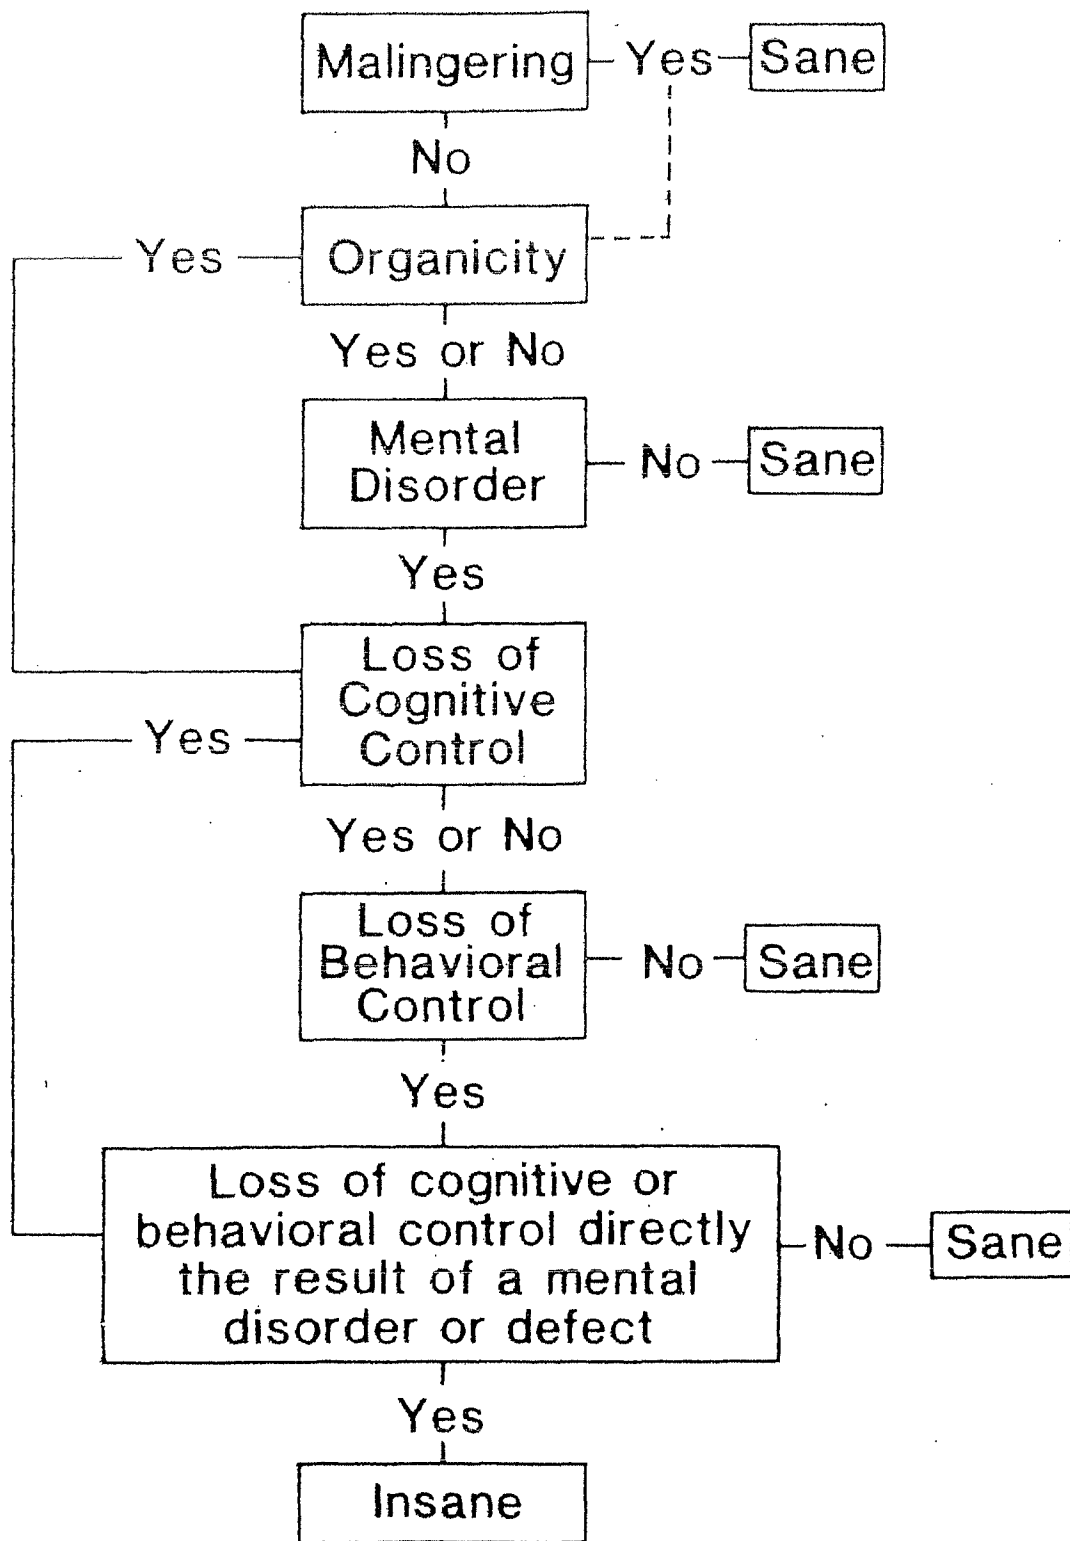 Malingering
Yes
Sane
No
Yes
Organicity
Yes or No
Mental
Disorder
No
Sane
Yes
Loss of
Cognitive
Control
Yes
Yes or No
Loss of
Behavioral
Control
No
Sane
Yes
Loss of cognitive or
behavioral control directly
the result of a mental
disorder or defect
No
Sane
Yes
Insane